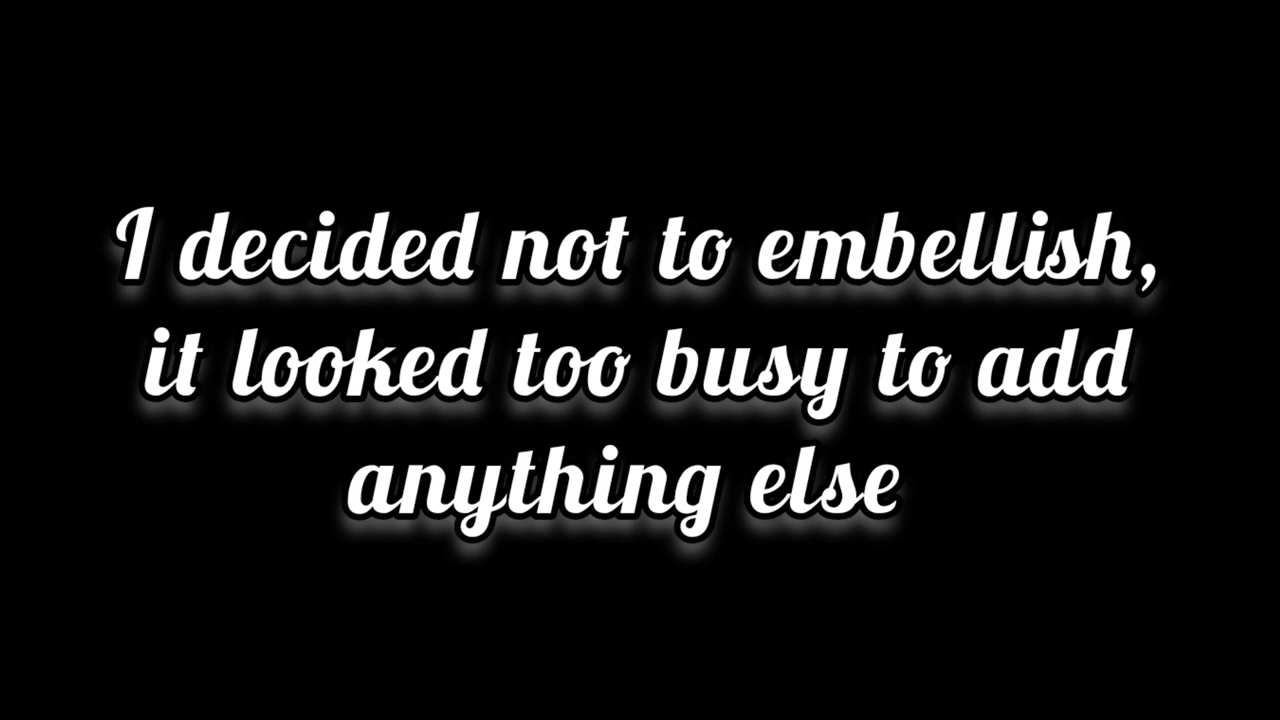 I decided not to embellish,
it looked too busy to add
anything else